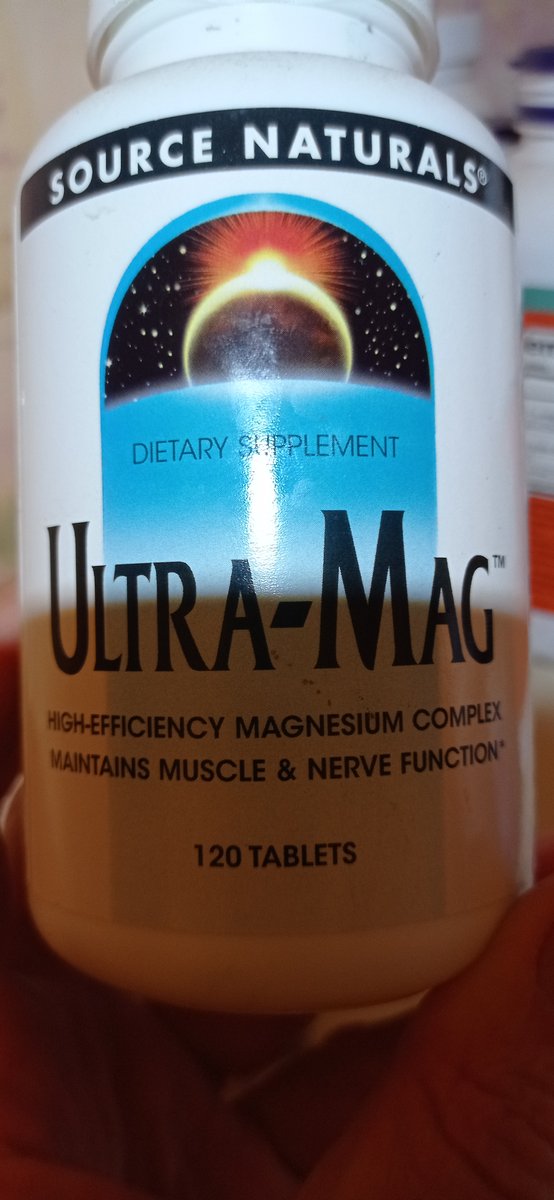 SOURCE NATURALS®
DIETARY SUPPLEMENT
ULTRA-MAG™
HIGH-EFFICIENCY MAGNESIUM COMPLEX
MAINTAINS MUSCLE & NERVE FUNCTION*
120 TABLETS